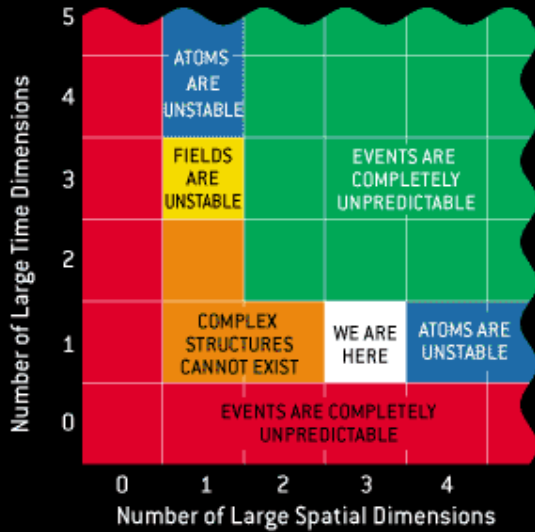 5
ATOMS
ARE
UNSTABLE
4
FIELDS
ARE
UNSTABLE
3
EVENTS ARE
COMPLETELY
UNPREDICTABLE
2
COMPLEX
STRUCTURES
CANNOT EXIST
1
WE ARE
HERE
ATOMS ARE
UNSTABLE
0
EVENTS ARE COMPLETELY
UNPREDICTABLE
Number of Large Time Dimensions
0 1 2 3 4
Number of Large Spatial Dimensions